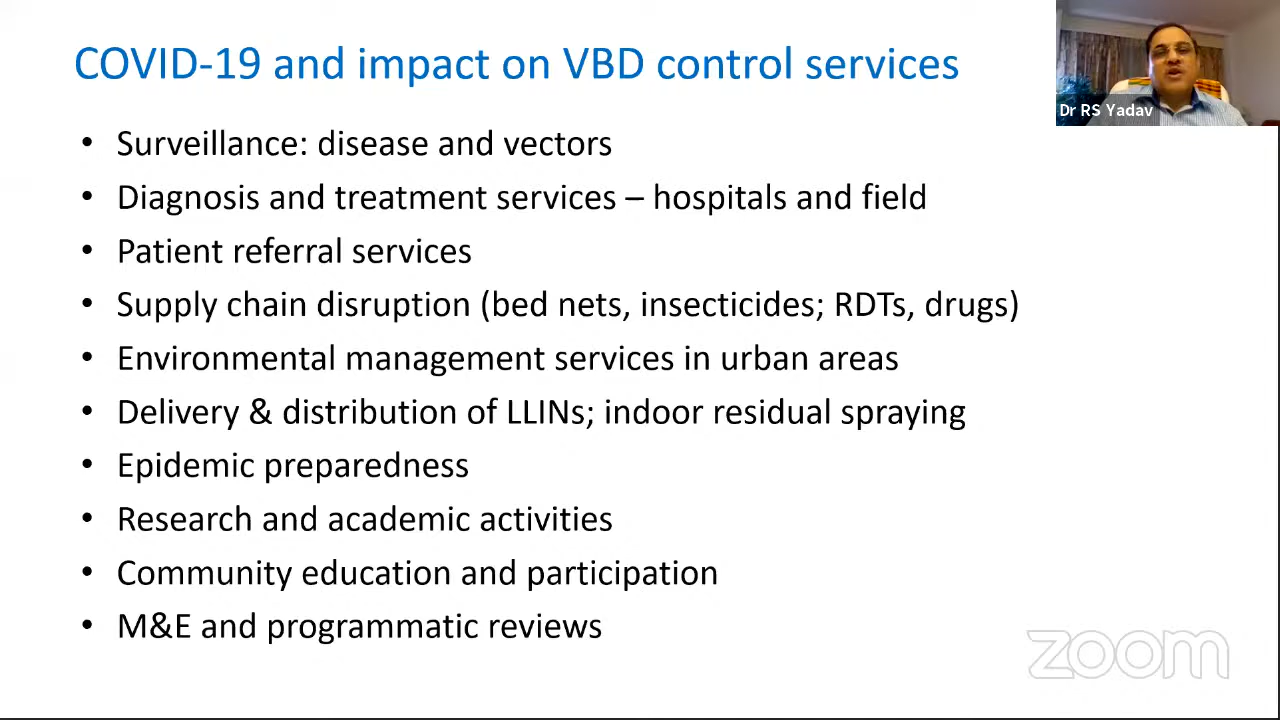 COVID-19 and impact on VBD control services
Dr RS Yadav
• Surveillance: disease and vectors
• Diagnosis and treatment services – hospitals and field
• Patient referral services
• Supply chain disruption (bed nets, insecticides; RDTs, drugs)
• Environmental management services in urban areas
• Delivery & distribution of LLINs; indoor residual spraying
• Epidemic preparedness
• Research and academic activities
• Community education and participation
• M&E and programmatic reviews
zoom